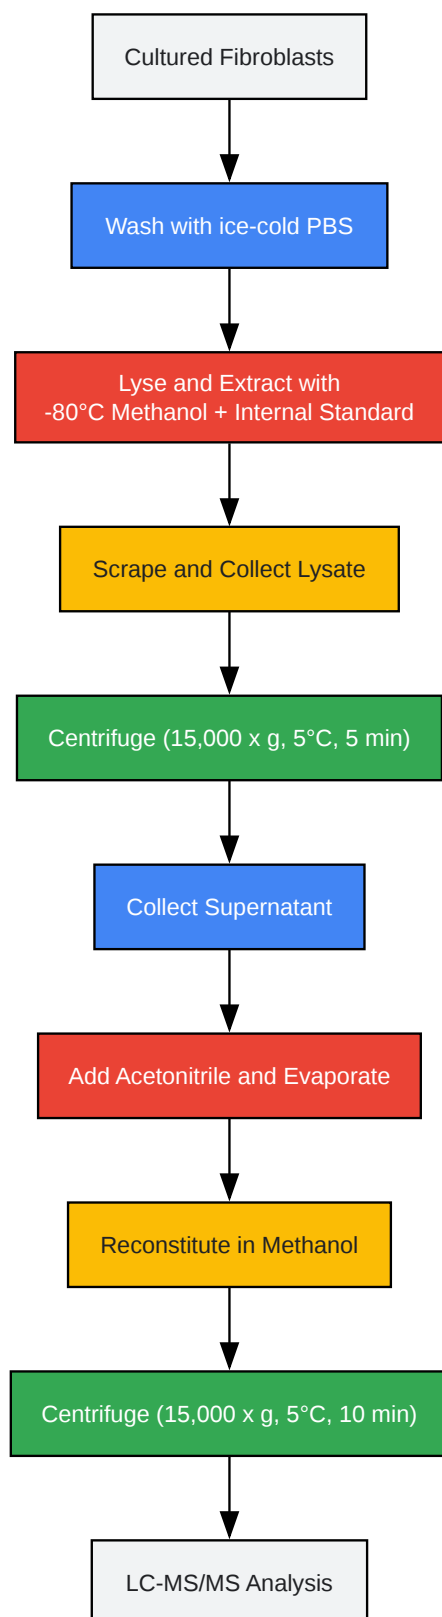 Cultured Fibroblasts
Wash with ice-cold PBS
Lyse and Extract with
-80°C Methanol + Internal Standard
Scrape and Collect Lysate
Centrifuge (15,000 x g, 5°C, 5 min)
Collect Supernatant
Add Acetonitrile and Evaporate
Reconstitute in Methanol
Centrifuge (15,000 x g, 5°C, 10 min)
LC-MS/MS Analysis